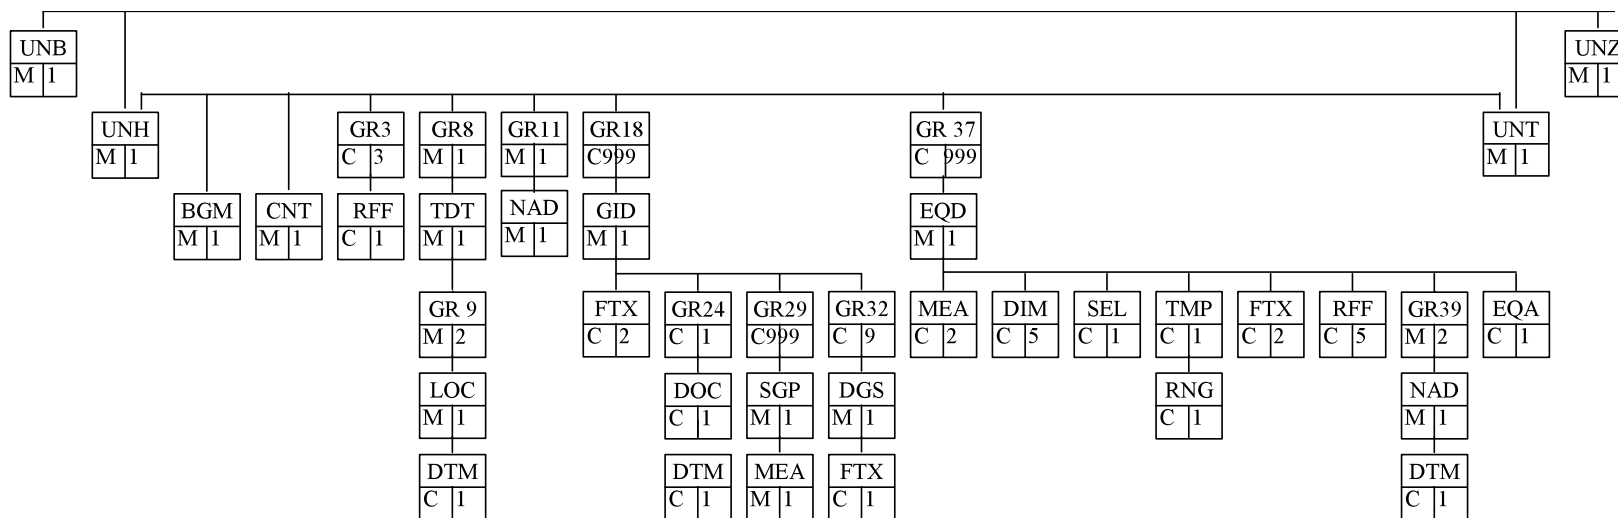 UNB
M 1
UNZ
M 1
UNH
M 1
GR3
C 3
GR8
M 1
GR11
M 1
GR18
C999
GR 37
C 999
UNT
M 1
BGM
M 1
CNT
M 1
RFF
C 1
TDT
M 1
NAD
M 1
GID
M 1
EQD
M 1
GR 9
M 2
FTX
C 2
GR24
C 1
GR29
C999
GR32
C 9
MEA
C 2
DIM
C 5
SEL
C 1
TMP
C 1
FTX
C 2
RFF
C 5
GR39
M 2
EQA
C 1
LOC
M 1
DOC
C 1
SGP
M 1
DGS
M 1
RNG
C 1
NAD
M 1
DTM
C 1
DTM
C 1
MEA
M 1
FTX
C 1
DTM
C 1